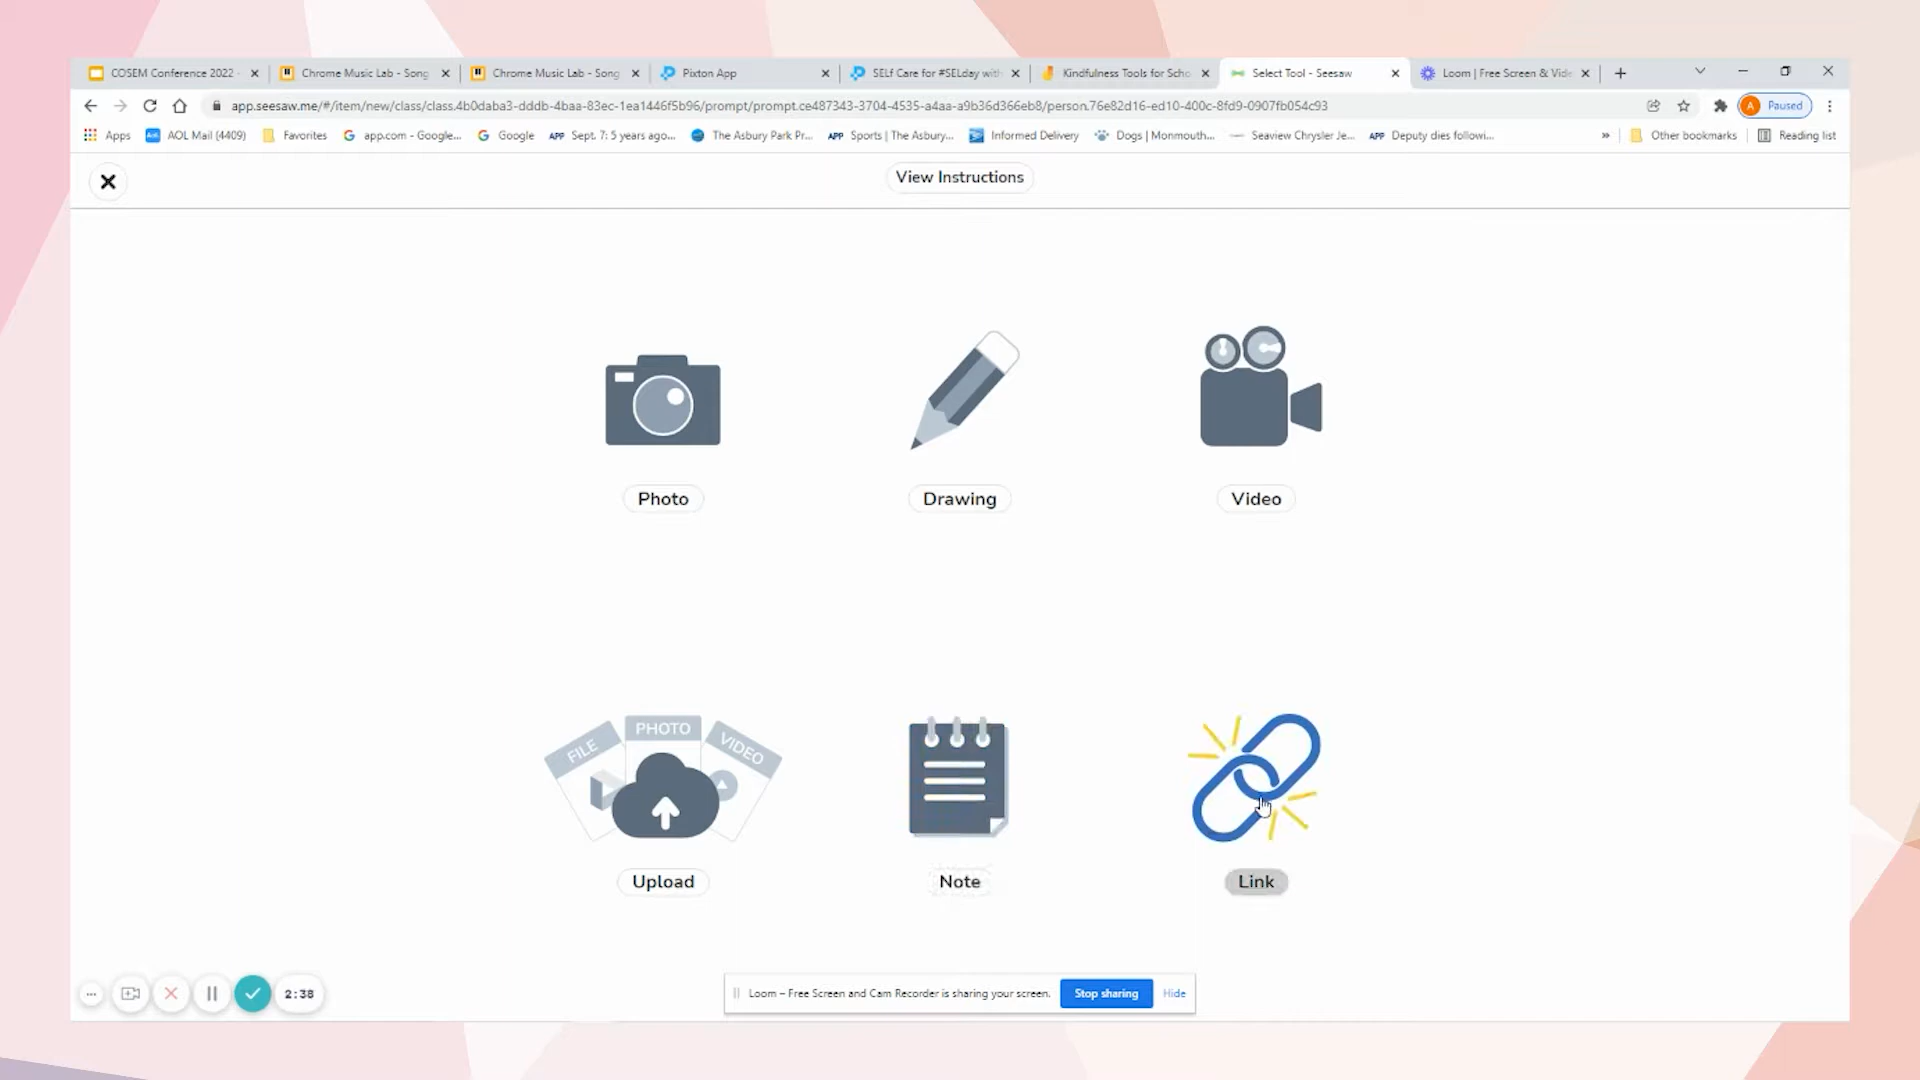 COSEM Conference 2022 -
Chrome Music Lab - Song
Chrome Music Lab - Song
Pixton App
SELf Care for #SELday with
Kindfulness Tools for Scho
Select Tool - Seesaw
Loom | Free Screen & Vide
app.seesaw.me/#/item/new/class/class.4b0daba3-dddb-4baa-83ec-1ea1446f5b96/prompt/prompt.ce487343-3704-4535-a4aa-a9b36d366eb8/person.76e82d16-ed10-400c-8fd9-0907fb054c93
A
Paused
Apps
AOL Mail (4409)
Favorites
app.com - Google...
Google
APP Sept. 7: 5 years ago...
The Asbury Park Pr...
APP Sports | The Asbury...
Informed Delivery
Dogs | Monmouth...
Seaview Chrysler Je...
APP Deputy dies followi...
»
Other bookmarks
Reading list
View Instructions
Photo
Drawing
Video
FILE
PHOTO
VIDEO
Upload
Note
Link
2:38
Loom – Free Screen and Cam Recorder is sharing your screen.
Stop sharing
Hide